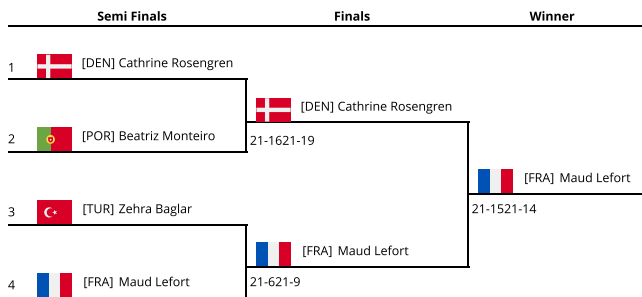 Semi Finals Finals Winner
1 [DEN] Cathrine Rosengren
[DEN] Cathrine Rosengren
2 [POR] Beatriz Monteiro
21-1621-19
[FRA] Maud Lefort
3 [TUR] Zehra Baglar
21-1521-14
[FRA] Maud Lefort
4 [FRA] Maud Lefort
21-621-9